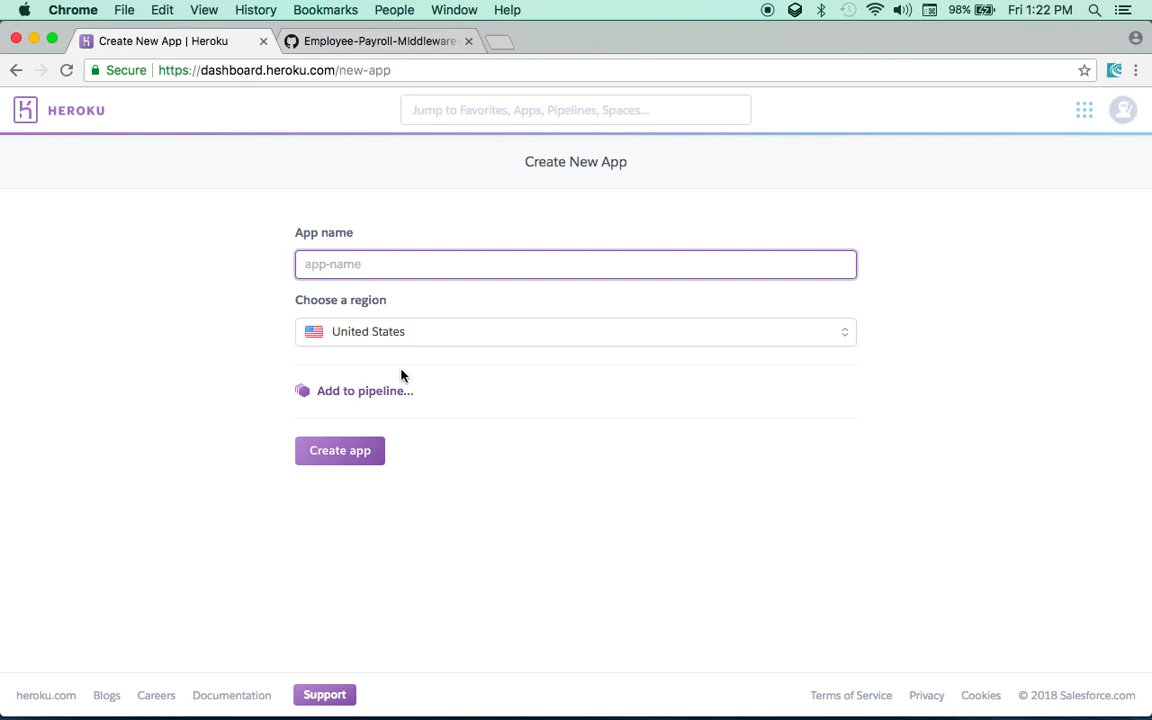 Chrome File Edit View History Bookmarks People Window Help 98% Fri 1:22 PM
Create New App | Heroku Employee-Payroll-Middleware-
Secure https://dashboard.heroku.com/new-app
HEROKU Jump to Favorites, Apps, Pipelines, Spaces...
Create New App
App name
app-name
Choose a region
United States
Add to pipeline...
Create app
heroku.com Blogs Careers Documentation Support Terms of Service Privacy Cookies © 2018 Salesforce.com